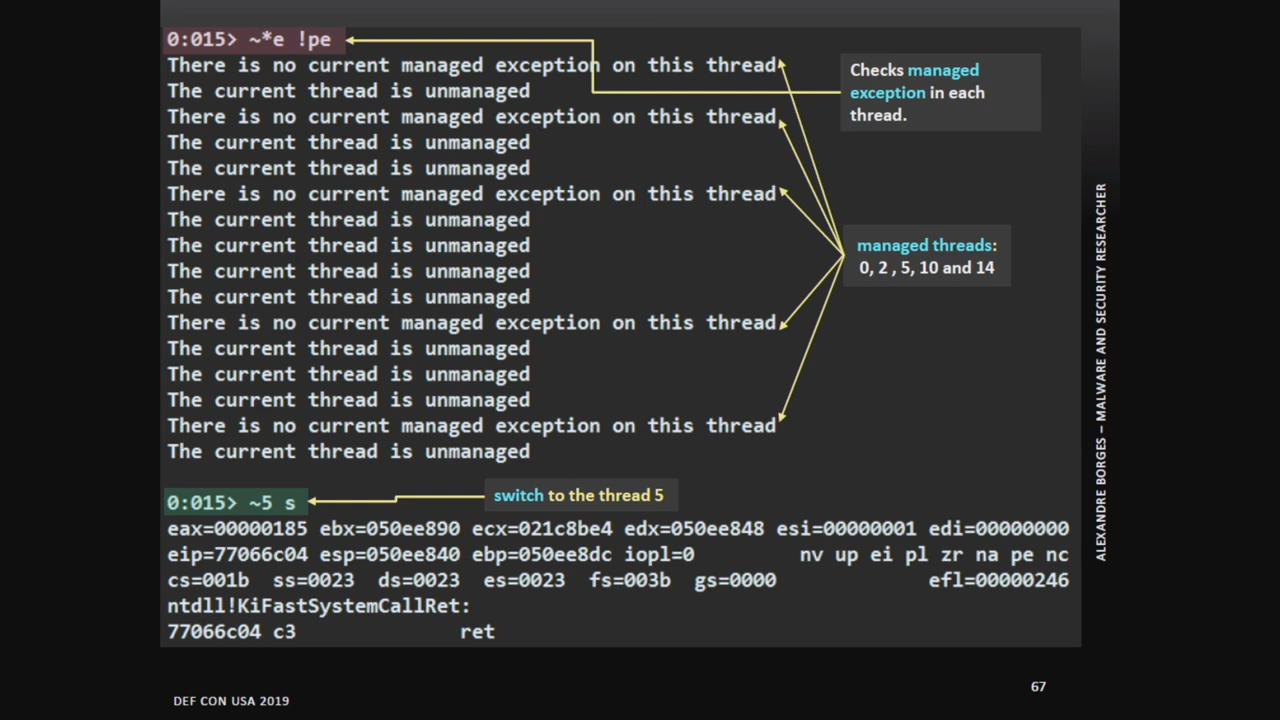 0:015> ~*e !pe
There is no current managed exception on this thread
The current thread is unmanaged
There is no current managed exception on this thread
The current thread is unmanaged
The current thread is unmanaged
There is no current managed exception on this thread
The current thread is unmanaged
The current thread is unmanaged
The current thread is unmanaged
The current thread is unmanaged
There is no current managed exception on this thread
The current thread is unmanaged
The current thread is unmanaged
The current thread is unmanaged
There is no current managed exception on this thread
The current thread is unmanaged
Checks managed
exception in each
thread.
managed threads:
0, 2 , 5, 10 and 14
0:015> ~5 s
switch to the thread 5
eax=00000185 ebx=050ee890 ecx=021c8be4 edx=050ee848 esi=00000001 edi=00000000
eip=77066c04 esp=050ee840 ebp=050ee8dc iopl=0 nv up ei pl zr na pe nc
cs=001b ss=0023 ds=0023 es=0023 fs=003b gs=0000 efl=00000246
ntdll!KiFastSystemCallRet:
77066c04 c3 ret
ALEXANDRE BORGES – MALWARE AND SECURITY RESEARCHER
67
DEF CON USA 2019